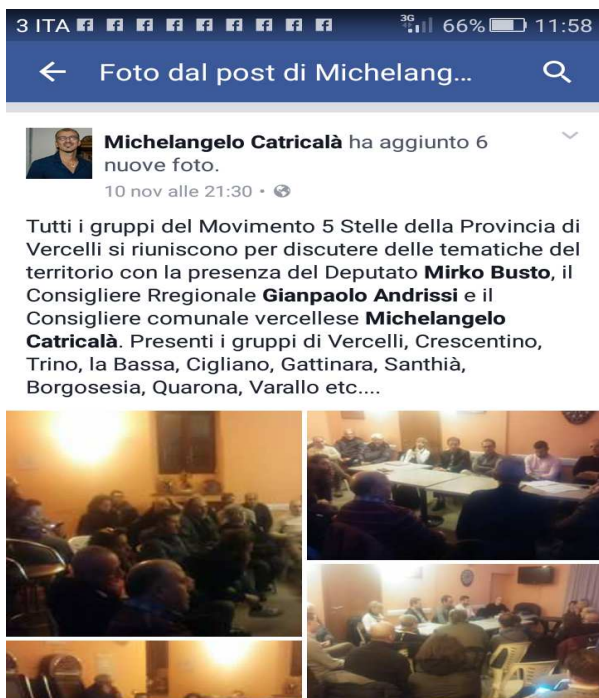 3 ITA 3G 66% 11:58
Foto dal post di Michelang...
Michelangelo Catricalà ha aggiunto 6
nuove foto.
10 nov alle 21:30 •
Tutti i gruppi del Movimento 5 Stelle della Provincia di
Vercelli si riuniscono per discutere delle tematiche del
territorio con la presenza del Deputato Mirko Busto, il
Consigliere Rregionale Gianpaolo Andrissi e il
Consigliere comunale vercellese Michelangelo
Catricalà. Presenti i gruppi di Vercelli, Crescentino,
Trino, la Bassa, Cigliano, Gattinara, Santhià,
Borgosesia, Quarona, Varallo etc....